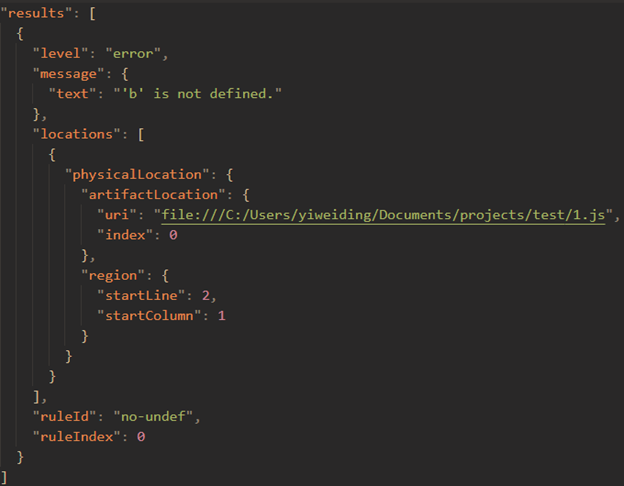 "results": [
  {
    "level": "error",
    "message": {
      "text": "'b' is not defined."
    },
    "locations": [
      {
        "physicalLocation": {
          "artifactLocation": {
            "uri": "file:///C:/Users/yiweiding/Documents/projects/test/1.js",
            "index": 0
          },
          "region": {
            "startLine": 2,
            "startColumn": 1
          }
        }
      }
    ],
    "ruleId": "no-undef",
    "ruleIndex": 0
  }
]